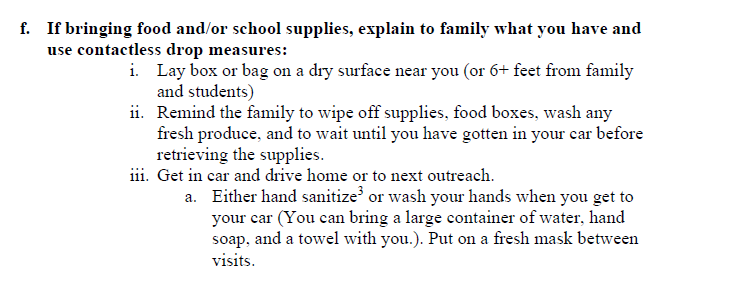 f. If bringing food and/or school supplies, explain to family what you have and
use contactless drop measures:
i. Lay box or bag on a dry surface near you (or 6+ feet from family
and students)
ii. Remind the family to wipe off supplies, food boxes, wash any
fresh produce, and to wait until you have gotten in your car before
retrieving the supplies.
iii. Get in car and drive home or to next outreach.
a. Either hand sanitize³ or wash your hands when you get to
your car (You can bring a large container of water, hand
soap, and a towel with you.). Put on a fresh mask between
visits.